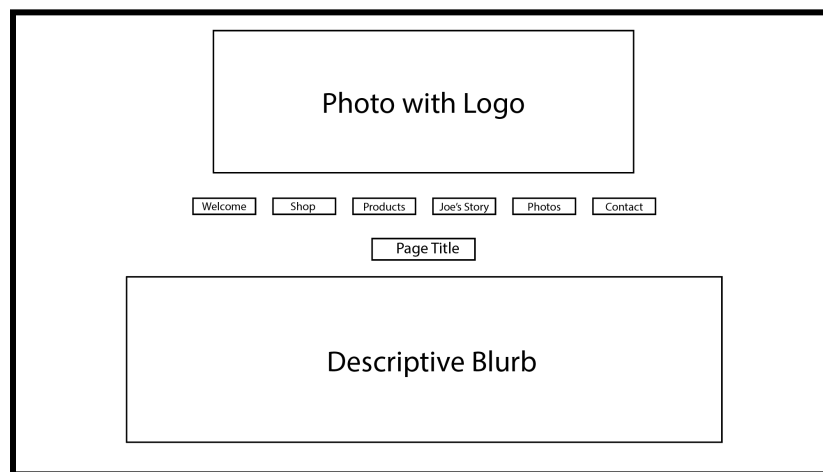 Photo with Logo
Welcome Shop Products Joe's Story Photos Contact
Page Title
Descriptive Blurb